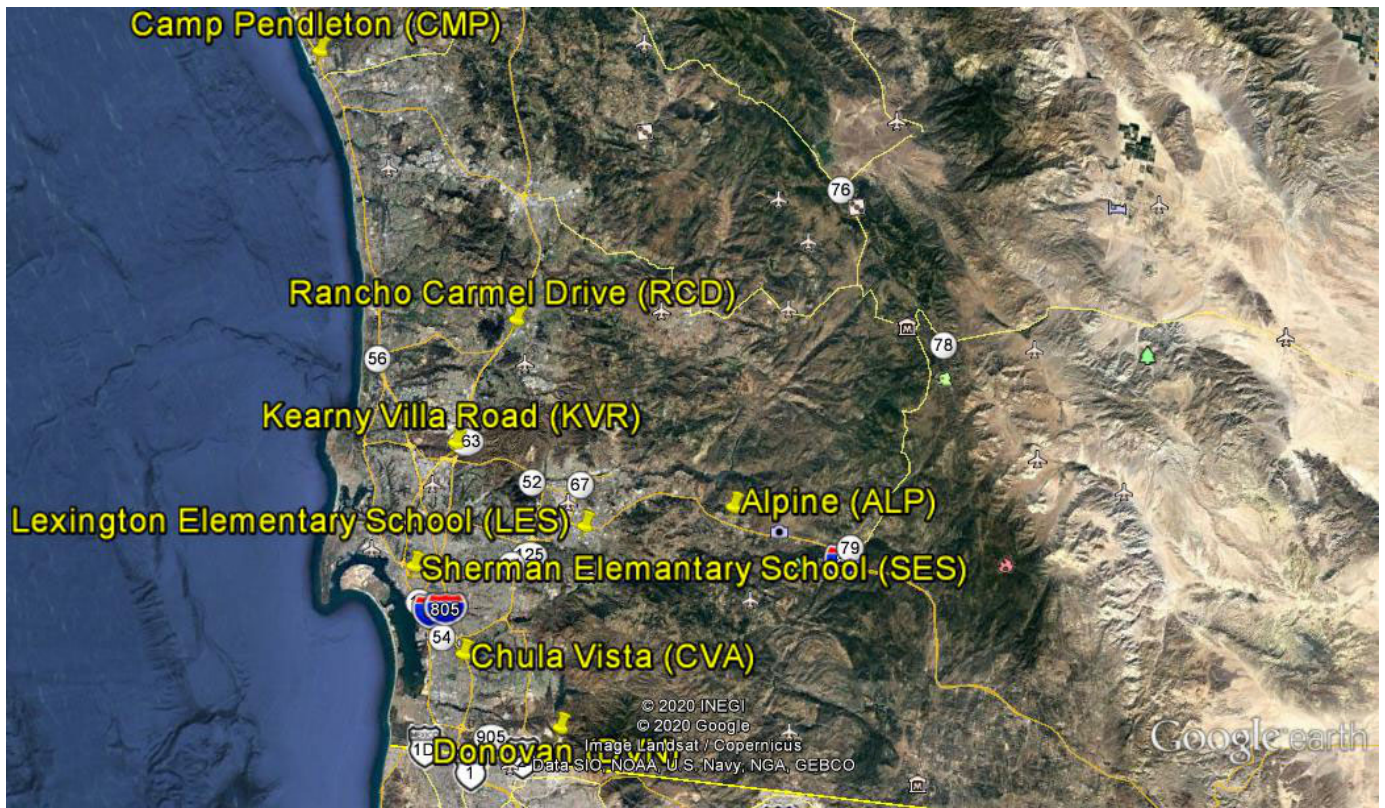 Camp Pendleton (CMP)
76
Rancho Carmel Drive (RCD)
78
56
Kearny Villa Road (KVR)
63
52
67
Alpine (ALP)
Lexington Elementary School (LES)
79
125
Sherman Elemantary School (SES)
805
54
Chula Vista (CVA)
© 2020 INEGI
© 2020 Google
Image Landsat / Copernicus
Data SIO, NOAA, U.S. Navy, NGA, GEBCO
905
1D
Donovan
1
Google earth